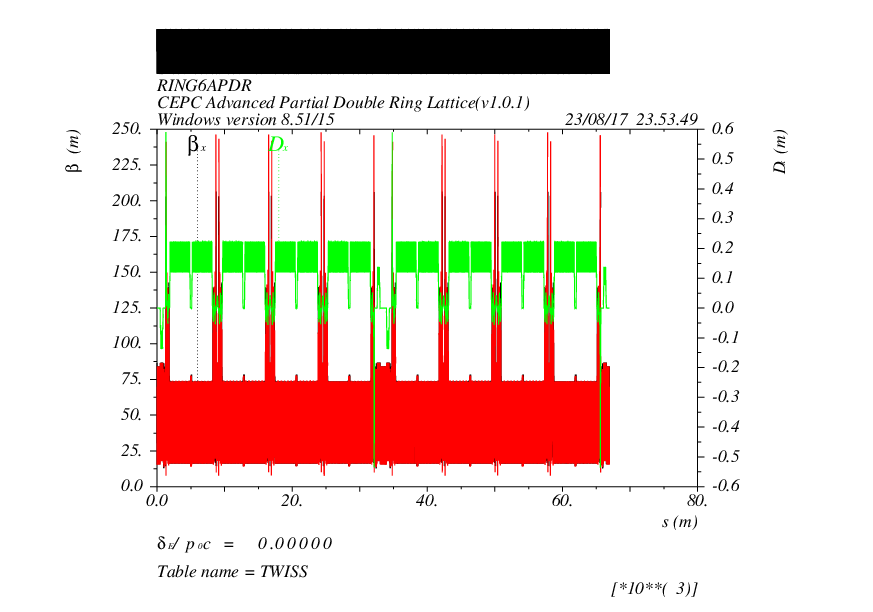 RING6APDR
CEPC Advanced Partial Double Ring Lattice(v1.0.1)
Windows version 8.51/15 23/08/17 23.53.49
β (m)
250.
225.
200.
175.
150.
125.
100.
75.
50.
25.
0.0
βx
Dx
0.6
0.5
0.4
0.3
0.2
0.1
0.0
-0.1
-0.2
-0.3
-0.4
-0.5
-0.6
Dx (m)
0.0 20. 40. 60. 80.
s (m)
δE/ p0c = 0.00000
Table name = TWISS
[*10**( 3)]